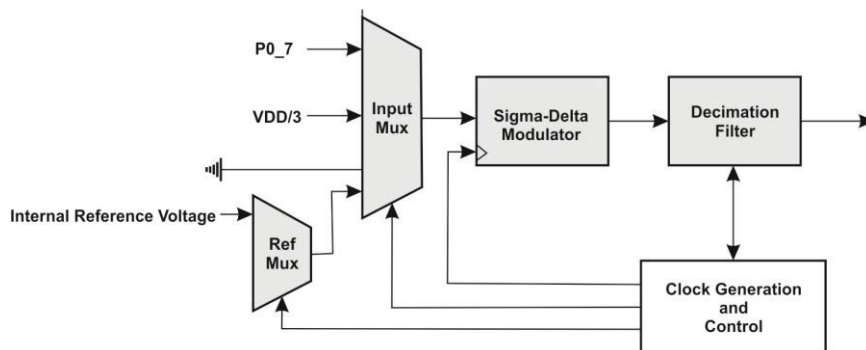 P0_7
VDD/3
Input
Mux
Sigma-Delta
Modulator
Decimation
Filter
Internal Reference Voltage
Ref
Mux
Clock Generation
and
Control